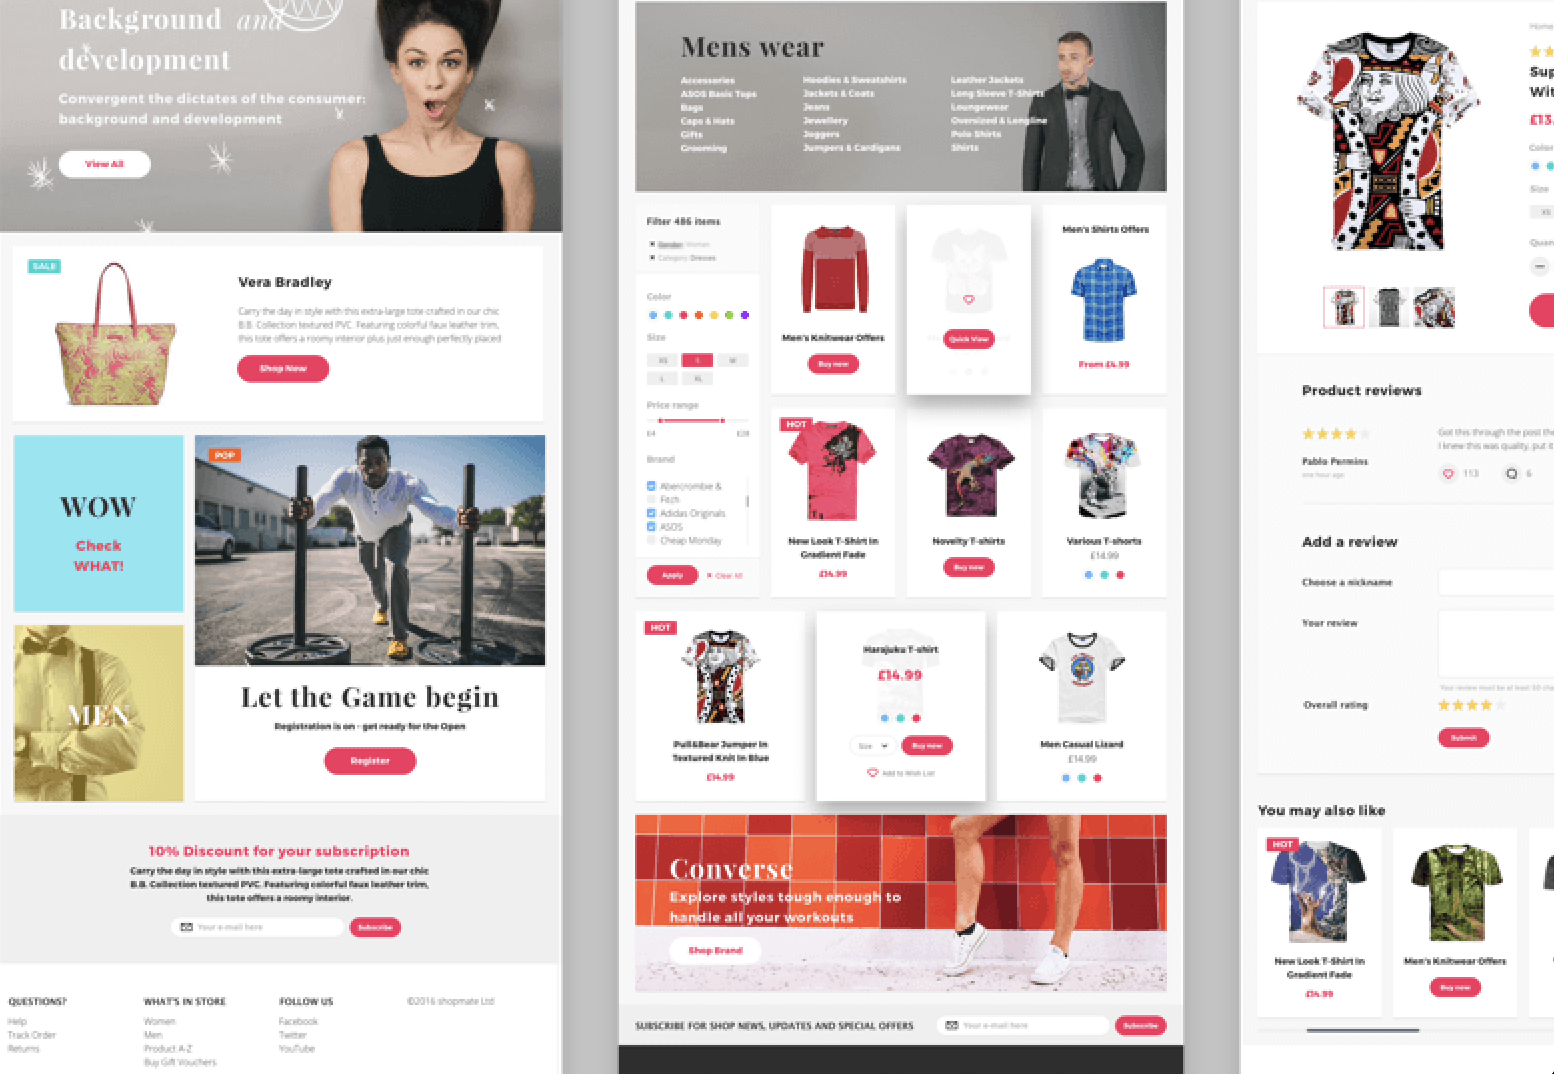 Background and
development
Convergent the dictates of the consumer:
background and development
View All
SALE
Vera Bradley
Carry the day in style with this extra-large tote crafted in our chic
B.B. Collection textured PVC. Featuring colorful faux leather trim,
this tote offers a roomy interior plus just enough perfectly placed
Shop Now
WOW
Check
WHAT!
POP
MEN
Let the Game begin
Registration is on - get ready for the Open
Register
10% Discount for your subscription
Carry the day in style with this extra-large tote crafted in our chic
B.B. Collection textured PVC. Featuring colorful faux leather trim,
this tote offers a roomy interior.
Your e-mail here
Subscribe
QUESTIONS?
Help
Track Order
Returns
WHAT'S IN STORE
Women
Men
Product A-Z
Buy Gift Vouchers
FOLLOW US
Facebook
Twitter
YouTube
©2016 shopmate Ltd
Mens wear
Accessories
ASOS Basic Tops
Bags
Caps & Hats
Gifts
Grooming
Hoodies & Sweatshirts
Jackets & Coats
Jeans
Jewellery
Joggers
Jumpers & Cardigans
Leather Jackets
Long Sleeve T-Shirts
Loungewear
Oversized & Longline
Polo Shirts
Shirts
Filter 486 items
Gender: Women
Category: Dresses
Color
Size
XS S M
L XL
Price range
£4 £28
Brand
Abercrombie &
Fech
Adidas Originals
ASOS
Cheap Monday
Apply
Clear All
Men's Knitwear Offers
Buy now
Quick View
Men's Shirts Offers
From £4.99
HOT
New Look T-Shirt In
Gradient Fade
£14.99
Novelty T-shirts
Buy now
Various T-shorts
£14.99
HOT
Pull&Bear Jumper In
Textured Knit In Blue
£14.99
Harajuku T-shirt
£14.99
Size
Buy now
Add to Wish List
Men Casual Lizard
£14.99
Converse
Explore styles tough enough to
handle all your workouts
Shop Brand
SUBSCRIBE FOR SHOP NEWS, UPDATES AND SPECIAL OFFERS
Your e-mail here
Subscribe
Home
Sup
Wit
£13.
Color
Size
XS
Quan
Product reviews
Pablo Permins
one hour ago
Got this through the post the
I knew this was quality, put it
113
6
Add a review
Choose a nickname
Your review
Your review must be at least 50 cha
Overall rating
Submit
You may also like
HOT
New Look T-Shirt In
Gradient Fade
£14.99
Men's Knitwear Offers
Buy now